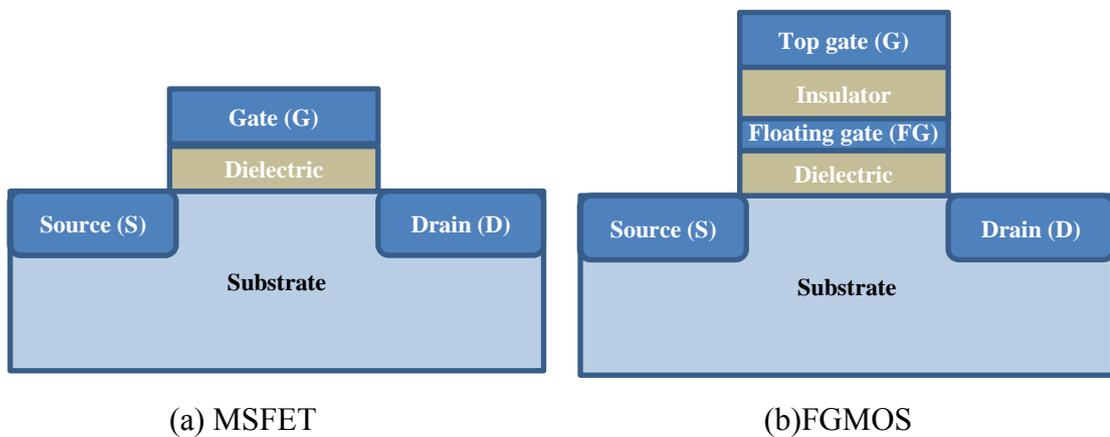 Gate (G)
Dielectric
Source (S)
Drain (D)
Substrate
(a) MSFET
Top gate (G)
Insulator
Floating gate (FG)
Dielectric
Source (S)
Drain (D)
Substrate
(b)FGMOS